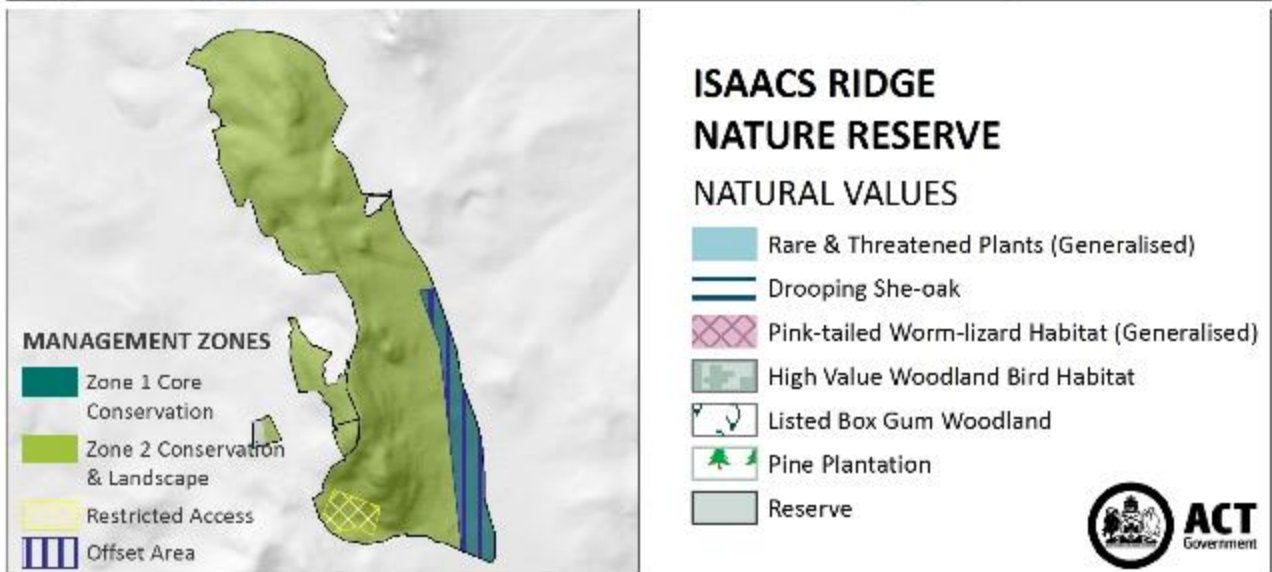 MANAGEMENT ZONES
Zone 1 Core
Conservation
Zone 2 Conservation
& Landscape
Restricted Access
Offset Area
ISAACS RIDGE
NATURE RESERVE
NATURAL VALUES
Rare & Threatened Plants (Generalised)
Drooping She-oak
Pink-tailed Worm-lizard Habitat (Generalised)
High Value Woodland Bird Habitat
Listed Box Gum Woodland
Pine Plantation
Reserve
ACT
Government